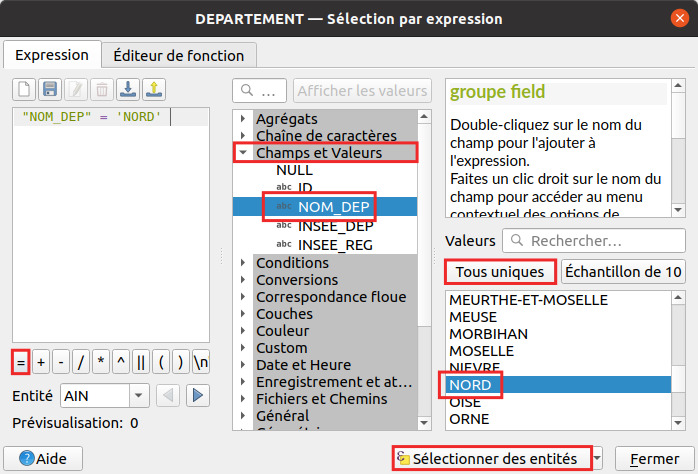 DEPARTEMENT — Sélection par expression
Expression
Éditeur de fonction
"NOM_DEP" = 'NORD'
= + - / * ^ || ( ) \n
Entité AIN
Prévisualisation: 0
...
Afficher les valeurs
Agrégats
Chaîne de caractères
Champs et Valeurs
NULL
abc ID
abc NOM_DEP
abc INSEE_DEP
abc INSEE_REG
Conditions
Conversions
Correspondance floue
Couches
Couleur
Custom
Date et Heure
Enregistrement et at…
Fichiers et Chemins
Général
groupe field
Double-cliquez sur le nom du
champ pour l'ajouter à
l'expression.
Faites un clic droit sur le nom du
champ pour accéder au menu
contextuel des options de
Valeurs Rechercher...
Tous uniques
Échantillon de 10
MEURTHE-ET-MOSELLE
MEUSE
MORBIHAN
MOSELLE
NIEVRE
NORD
OISE
ORNE
Aide
Sélectionner des entités
Fermer